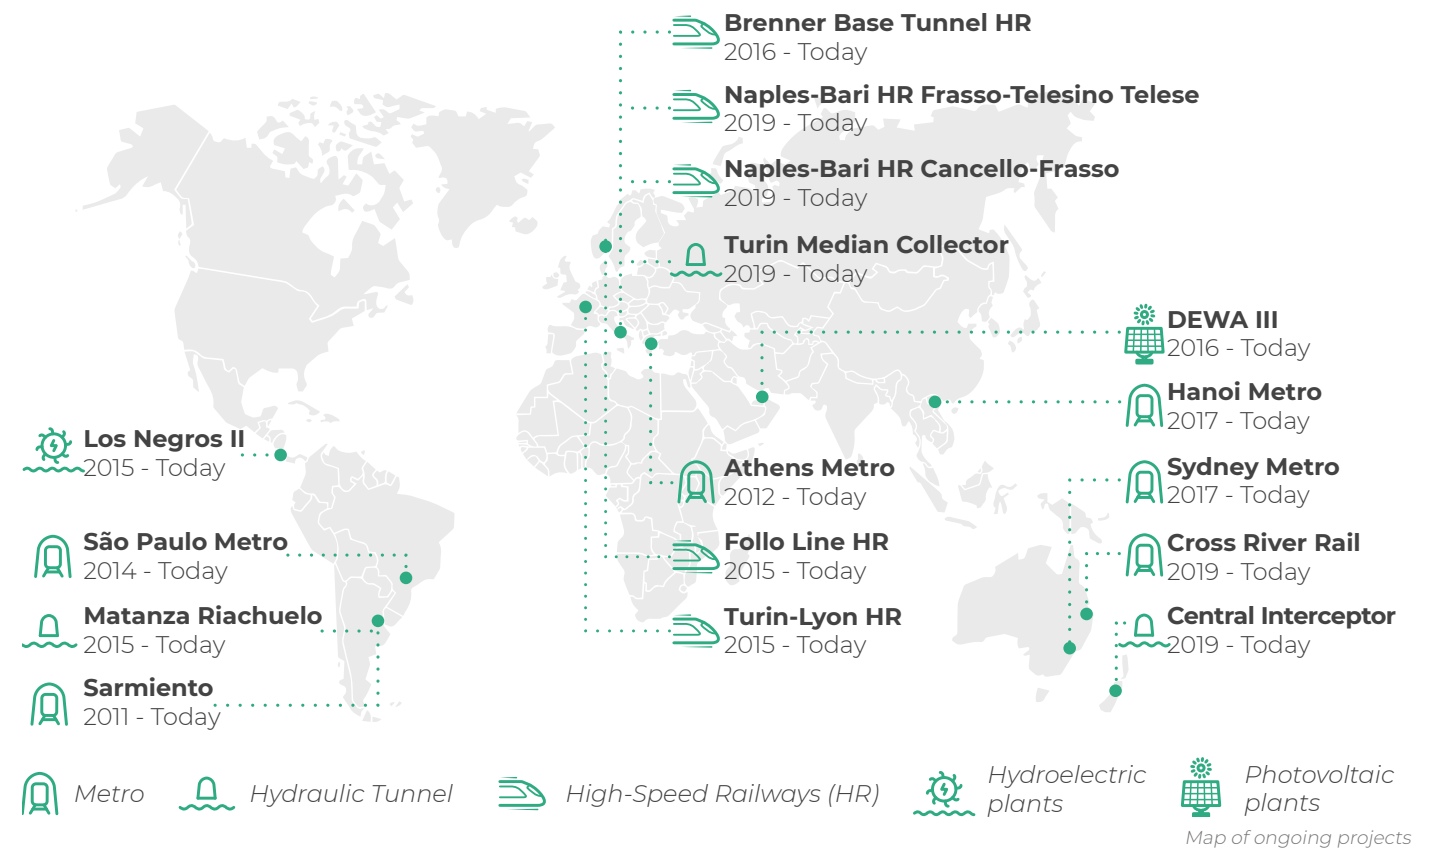 Brenner Base Tunnel HR
2016 - Today
Naples-Bari HR Frasso-Telesino Telese
2019 - Today
Naples-Bari HR Cancello-Frasso
2019 - Today
Turin Median Collector
2019 - Today
DEWA III
2016 - Today
Hanoi Metro
2017 - Today
Los Negros II
2015 - Today
Athens Metro
2012 - Today
Sydney Metro
2017 - Today
São Paulo Metro
2014 - Today
Follo Line HR
2015 - Today
Cross River Rail
2019 - Today
Matanza Riachuelo
2015 - Today
Turin-Lyon HR
2015 - Today
Central Interceptor
2019 - Today
Sarmiento
2011 - Today
Metro
Hydraulic Tunnel
High-Speed Railways (HR)
Hydroelectric
plants
Photovoltaic
plants
Map of ongoing projects